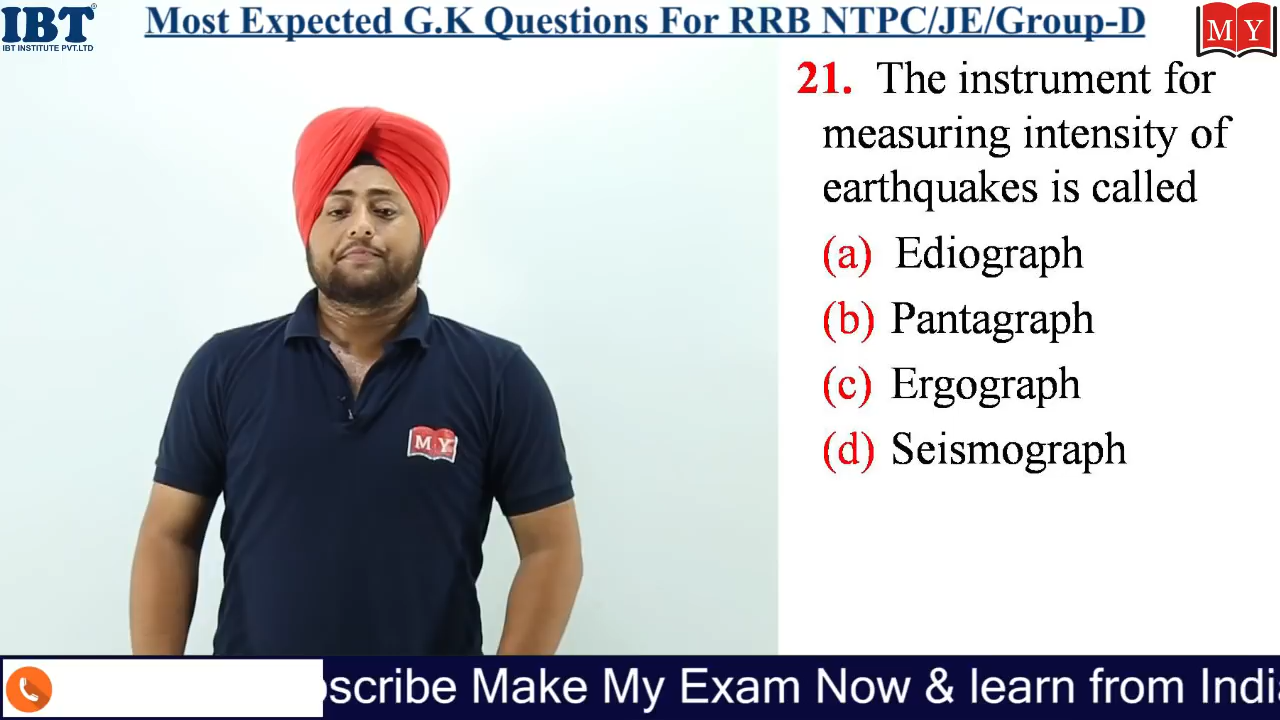 IBT
IBT INSTITUTE PVT.LTD
Most Expected G.K Questions For RRB NTPC/JE/Group-D
MY
21. The instrument for
measuring intensity of
earthquakes is called
(a) Ediograph
(b) Pantagraph
(c) Ergograph
(d) Seismograph
MY
bscribe Make My Exam Now & learn from Indi